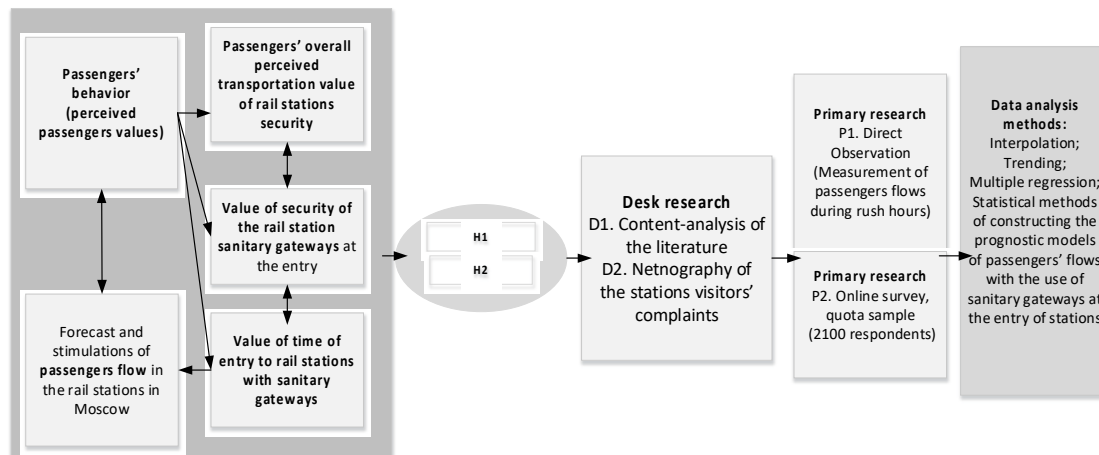 Passengers'
behavior
(perceived
passengers values)
Forecast and
stimulations of
passengers flow in
the rail stations in
Moscow
Passengers' overall
perceived
transportation value
of rail stations
security
Value of security of
the rail station
sanitary gateways at
the entry
Value of time of
entry to rail stations
with sanitary
gateways
H1
H2
Desk research
D1. Content-analysis of
the literature
D2. Netnography of
the stations visitors'
complaints
Primary research
P1. Direct
Observation
(Measurement of
passengers flows
during rush hours)
Primary research
P2. Online survey,
quota sample
(2100 respondents)
Data analysis
methods:
Interpolation;
Trending;
Multiple regression;
Statistical methods
of constructing the
prognostic models
of passengers' flows
with the use of
sanitary gateways at
the entry of stations